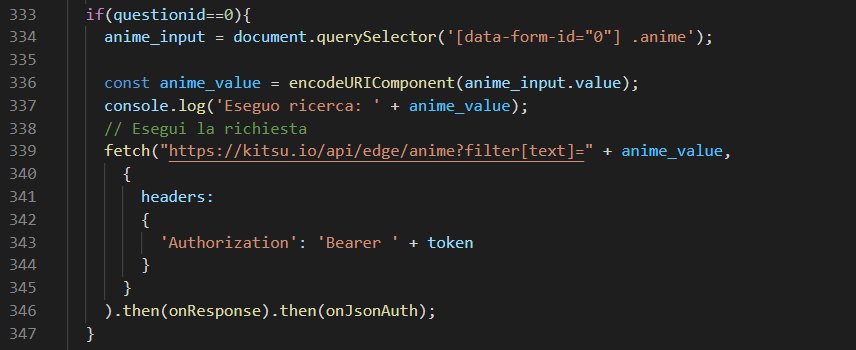 333 if(questionid==0){
334 anime_input = document.querySelector('[data-form-id="0"] .anime');
335
336 const anime_value = encodeURIComponent(anime_input.value);
337 console.log('Eseguo ricerca: ' + anime_value);
338 // Esegui la richiesta
339 fetch("https://kitsu.io/api/edge/anime?filter[text]=" + anime_value,
340 {
341 headers:
342 {
343 'Authorization': 'Bearer ' + token
344 }
345 }
346 ).then(onResponse).then(onJsonAuth);
347 }